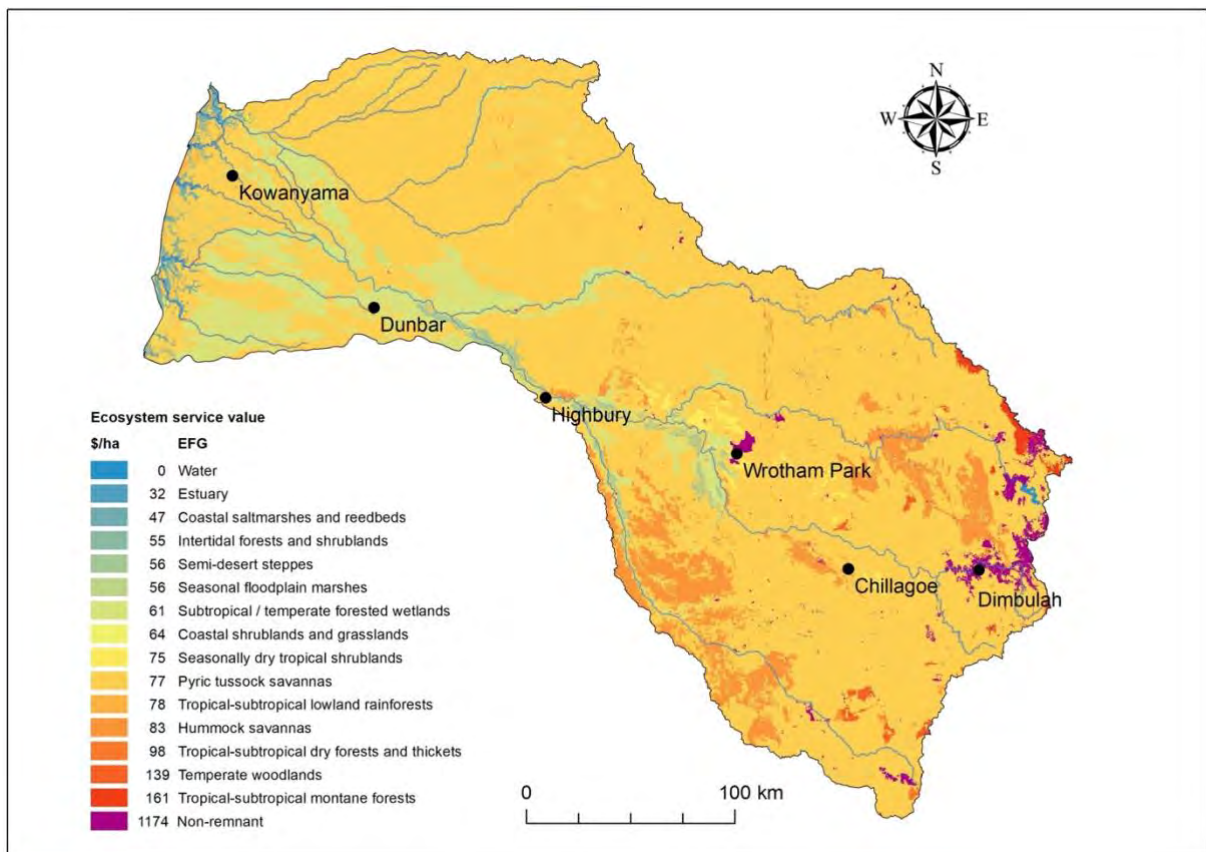 N
W E
S
Kowanyama
Dunbar
Highbury
Wrotham Park
Chillagoe
Dimbulah
Ecosystem service value
$/ha EFG
0 Water
32 Estuary
47 Coastal saltmarshes and reedbeds
55 Intertidal forests and shrublands
56 Semi-desert steppes
56 Seasonal floodplain marshes
61 Subtropical / temperate forested wetlands
64 Coastal shrublands and grasslands
75 Seasonally dry tropical shrublands
77 Pyric tussock savannas
78 Tropical-subtropical lowland rainforests
83 Hummock savannas
98 Tropical-subtropical dry forests and thickets
139 Temperate woodlands
161 Tropical-subtropical montane forests
1174 Non-remnant
0 100 km